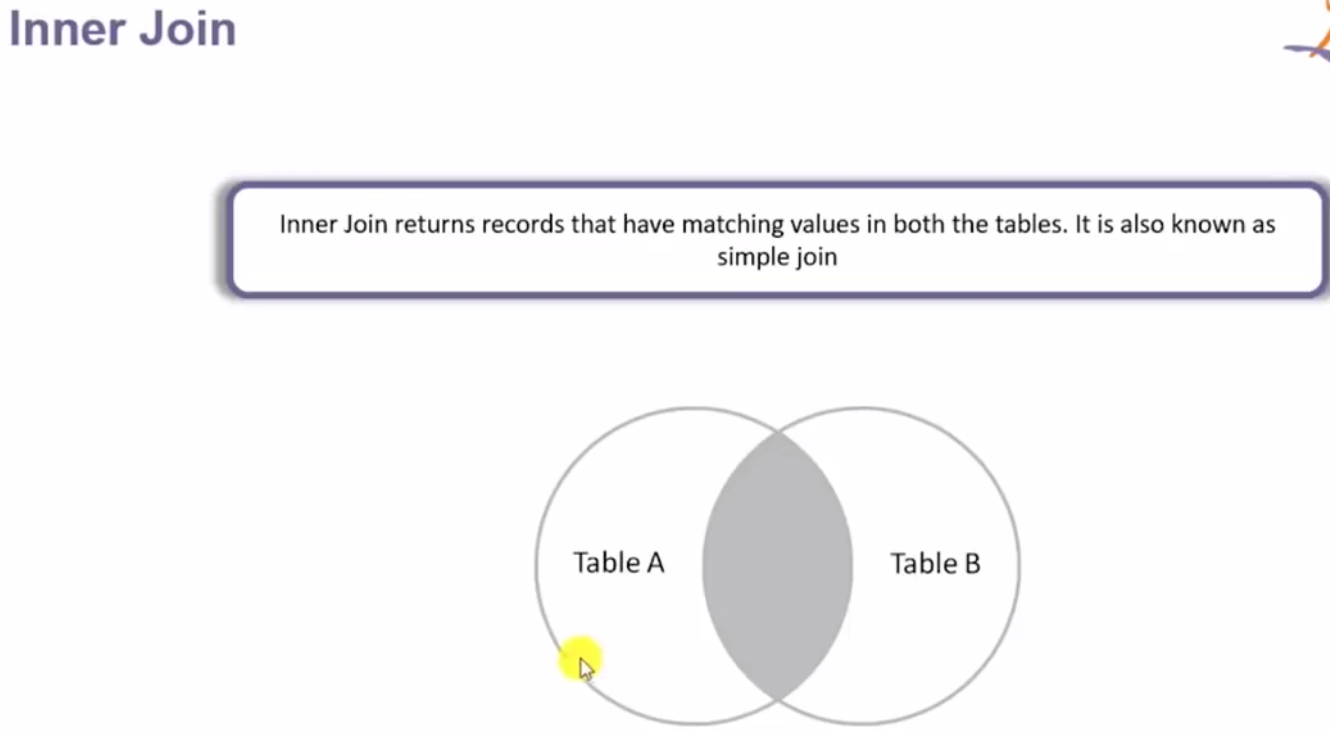 Inner Join
Inner Join returns records that have matching values in both the tables. It is also known as
simple join
Table A
Table B